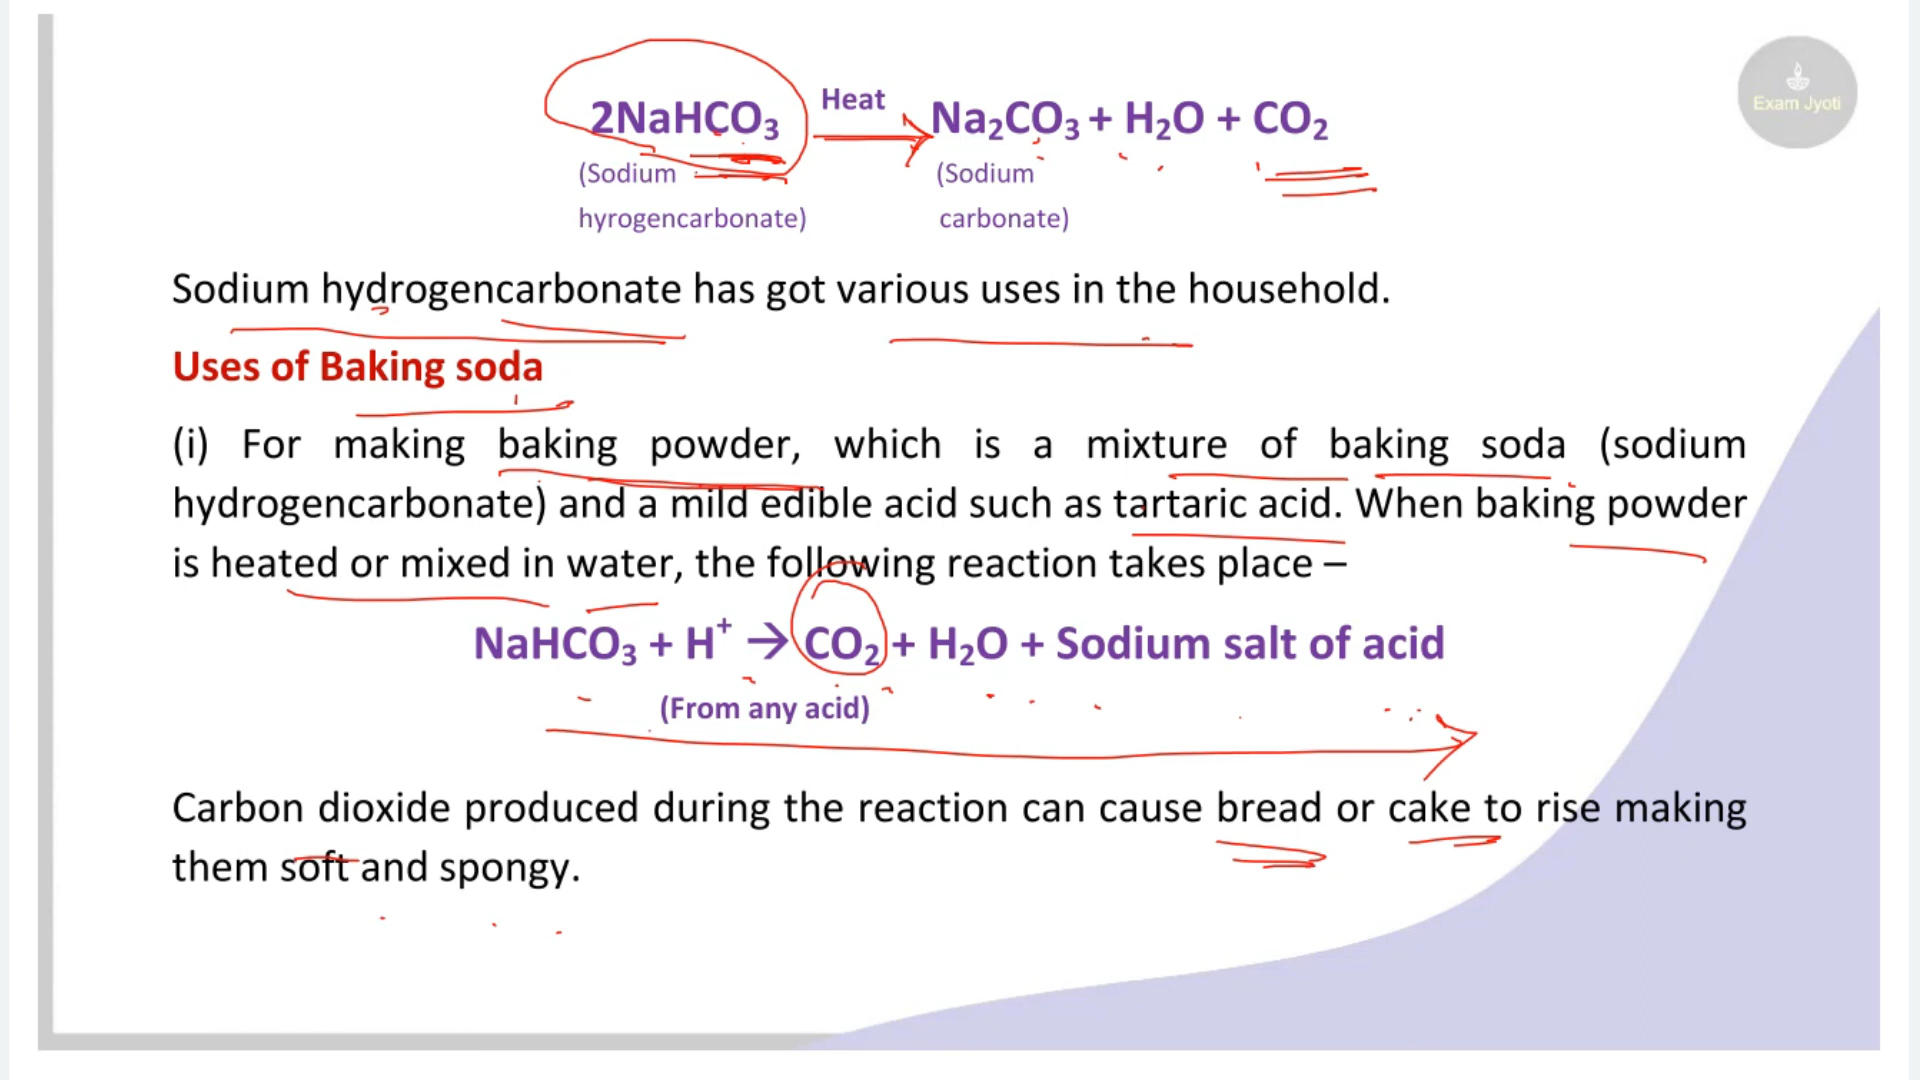 Exam Jyoti
2NaHCO₃ Heat → Na₂CO₃ + H₂O + CO₂
(Sodium (Sodium
hyrogencarbonate) carbonate)
Sodium hydrogencarbonate has got various uses in the household.
Uses of Baking soda
(i) For making baking powder, which is a mixture of baking soda (sodium
hydrogencarbonate) and a mild edible acid such as tartaric acid. When baking powder
is heated or mixed in water, the following reaction takes place –
NaHCO₃ + H⁺ → CO₂ + H₂O + Sodium salt of acid
(From any acid)
Carbon dioxide produced during the reaction can cause bread or cake to rise making
them soft and spongy.